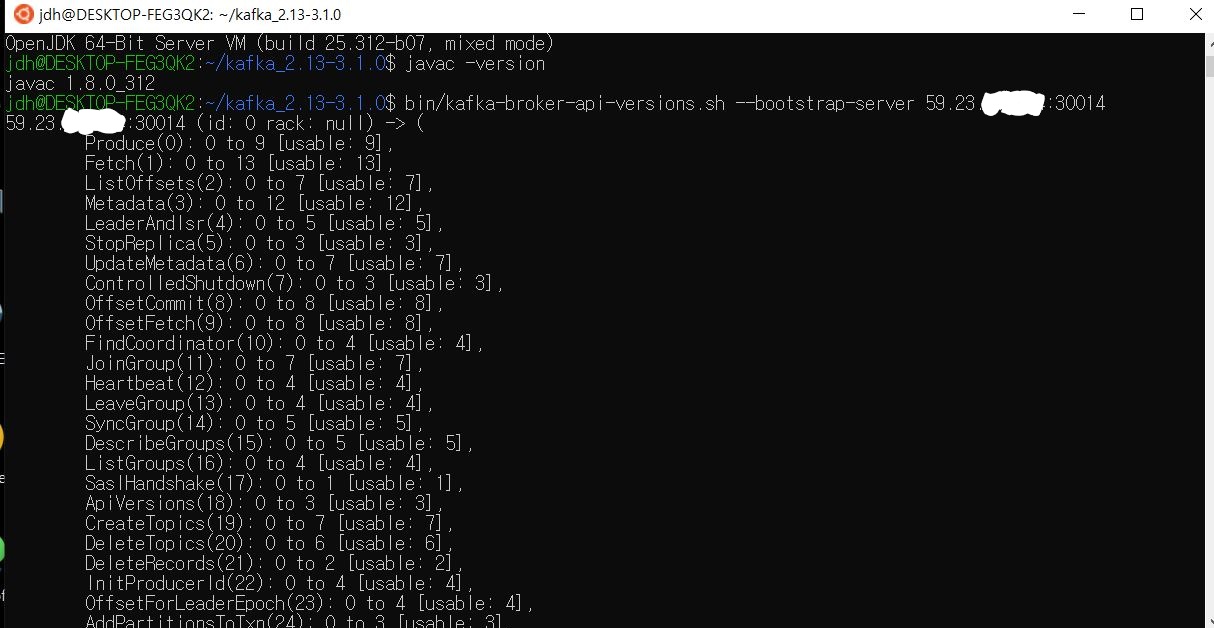 jdh@DESKTOP-FEG3QK2: ~/kafka_2.13-3.1.0
OpenJDK 64-Bit Server VM (build 25.312-b07, mixed mode)
jdh@DESKTOP-FEG3QK2:~/kafka_2.13-3.1.0$ javac -version
javac 1.8.0_312
jdh@DESKTOP-FEG3QK2:~/kafka_2.13-3.1.0$ bin/kafka-broker-api-versions.sh --bootstrap-server 59.23. :30014
59.23. :30014 (id: 0 rack: null) -> (
Produce(0): 0 to 9 [usable: 9],
Fetch(1): 0 to 13 [usable: 13],
ListOffsets(2): 0 to 7 [usable: 7],
Metadata(3): 0 to 12 [usable: 12],
LeaderAndIsr(4): 0 to 5 [usable: 5],
StopReplica(5): 0 to 3 [usable: 3],
UpdateMetadata(6): 0 to 7 [usable: 7],
ControlledShutdown(7): 0 to 3 [usable: 3],
OffsetCommit(8): 0 to 8 [usable: 8],
OffsetFetch(9): 0 to 8 [usable: 8],
FindCoordinator(10): 0 to 4 [usable: 4],
JoinGroup(11): 0 to 7 [usable: 7],
Heartbeat(12): 0 to 4 [usable: 4],
LeaveGroup(13): 0 to 4 [usable: 4],
SyncGroup(14): 0 to 5 [usable: 5],
DescribeGroups(15): 0 to 5 [usable: 5],
ListGroups(16): 0 to 4 [usable: 4],
SaslHandshake(17): 0 to 1 [usable: 1],
ApiVersions(18): 0 to 3 [usable: 3],
CreateTopics(19): 0 to 7 [usable: 7],
DeleteTopics(20): 0 to 6 [usable: 6],
DeleteRecords(21): 0 to 2 [usable: 2],
InitProducerId(22): 0 to 4 [usable: 4],
OffsetForLeaderEpoch(23): 0 to 4 [usable: 4],
AddPartitionsToTxn(24): 0 to 3 [usable: 3]